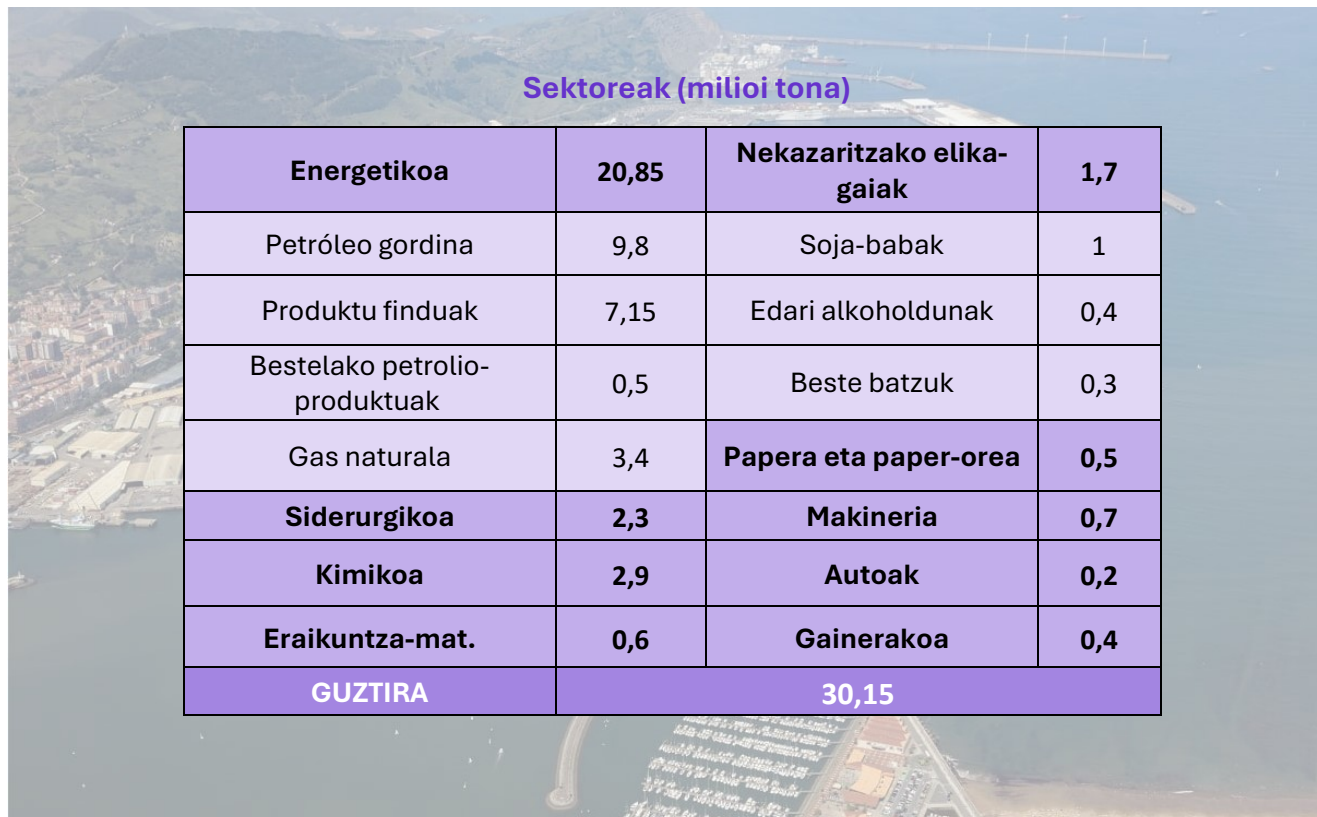 Sektoreak (milioi tona)
Energetikoa 20,85 Nekazaritzako elika-
gaiak 1,7
Petróleo gordina 9,8 Soja-babak 1
Produktu finduak 7,15 Edari alkoholdunak 0,4
Bestelako petrolio-
produktuak 0,5 Beste batzuk 0,3
Gas naturala 3,4 Papera eta paper-orea 0,5
Siderurgikoa 2,3 Makineria 0,7
Kimikoa 2,9 Autoak 0,2
Eraikuntza-mat. 0,6 Gainerakoa 0,4
GUZTIRA 30,15